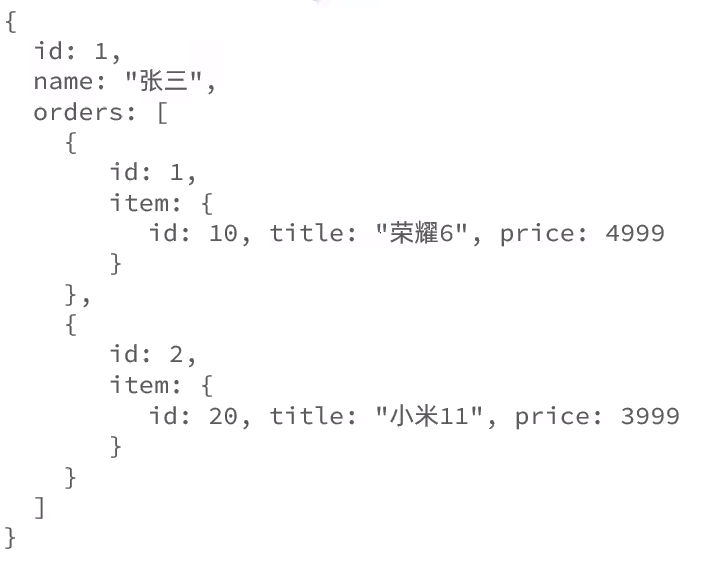 {
  id: 1,
  name: "张三",
  orders: [
    {
       id: 1,
       item: {
         id: 10, title: "荣耀6", price: 4999
       }
    },
    {
       id: 2,
       item: {
         id: 20, title: "小米11", price: 3999
       }
    }
  ]
}